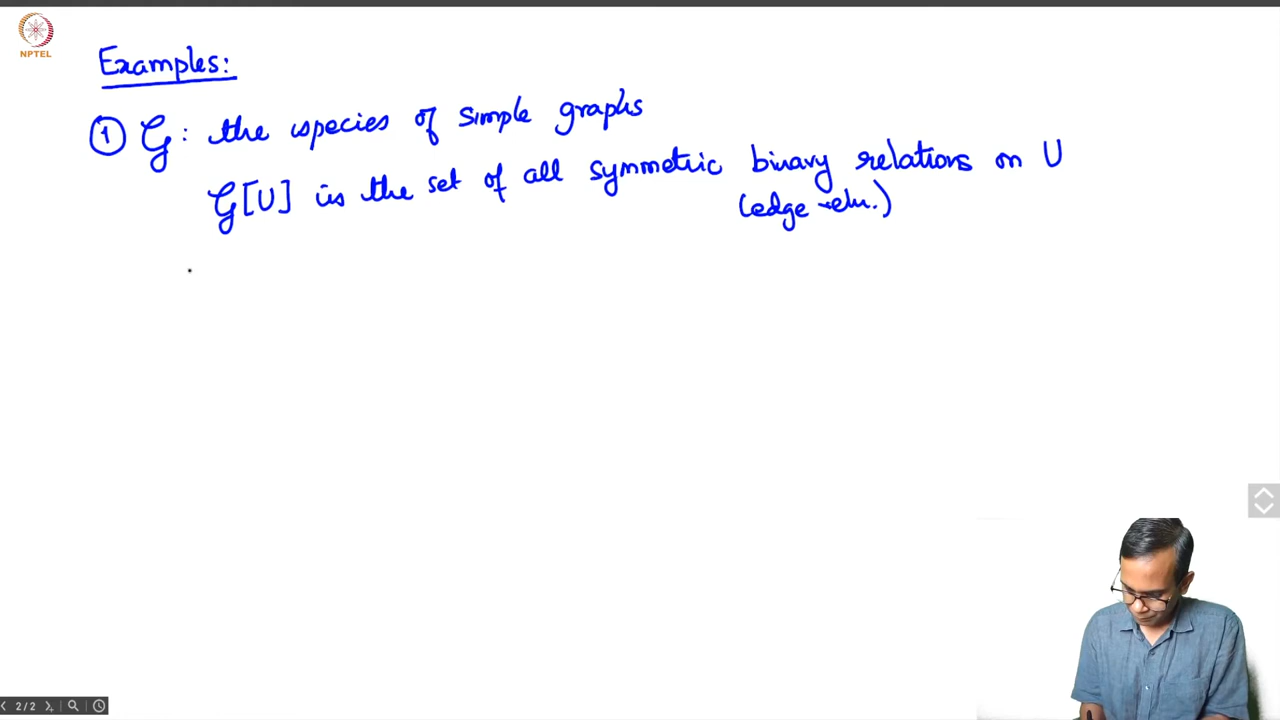 NPTEL
Examples:
① G: the species of simple graphs
G[U] is the set of all symmetric binary relations on U
(edge reln.)
2/2